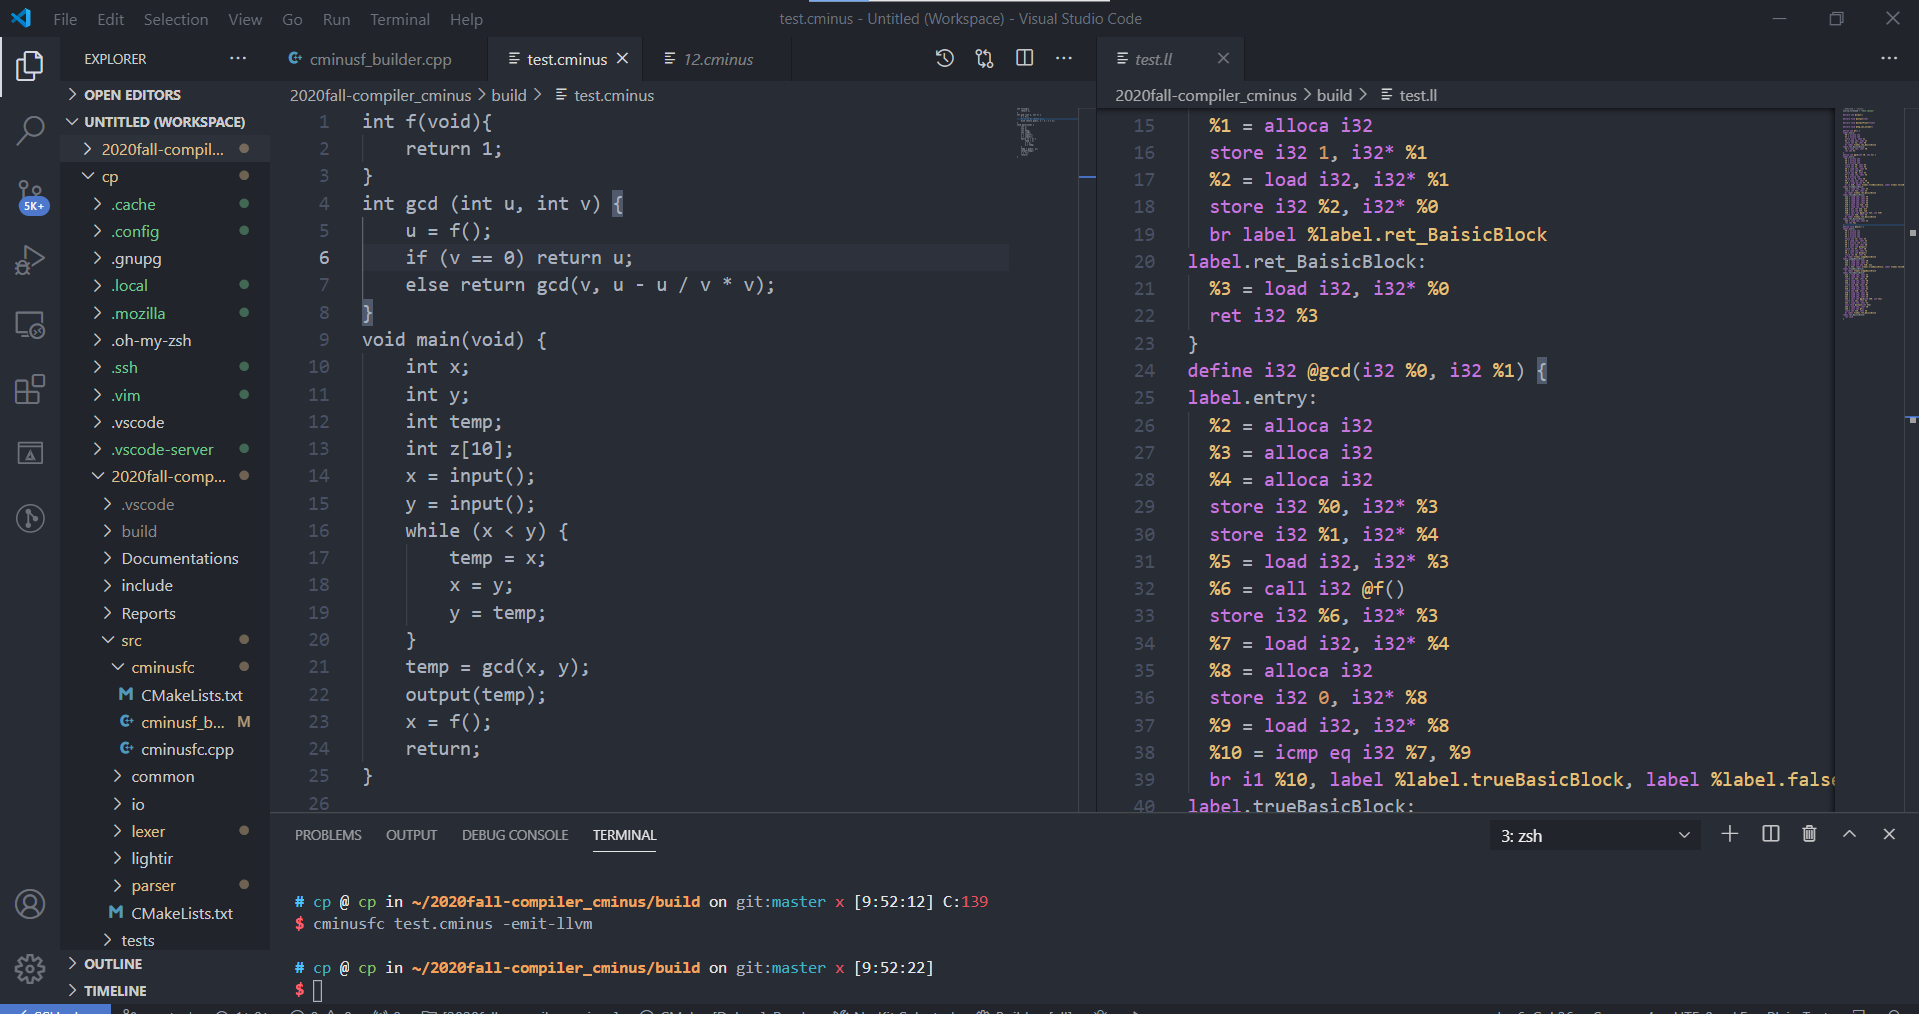 File Edit Selection View Go Run Terminal Help
test.cminus - Untitled (Workspace) - Visual Studio Code
EXPLORER
OPEN EDITORS
UNTITLED (WORKSPACE)
2020fall-compil...
cp
.cache
.config
.gnupg
.local
.mozilla
.oh-my-zsh
.ssh
.vim
.vscode
.vscode-server
2020fall-comp...
.vscode
build
Documentations
include
Reports
src
cminusfc
CMakeLists.txt
cminusf_b... M
cminusfc.cpp
common
io
lexer
lightir
parser
CMakeLists.txt
tests
OUTLINE
TIMELINE
5K+
cminusf_builder.cpp
test.cminus
12.cminus
2020fall-compiler_cminus > build > test.cminus
1 int f(void){
2     return 1;
3 }
4 int gcd (int u, int v) {
5     u = f();
6     if (v == 0) return u;
7     else return gcd(v, u - u / v * v);
8 }
9 void main(void) {
10     int x;
11     int y;
12     int temp;
13     int z[10];
14     x = input();
15     y = input();
16     while (x < y) {
17         temp = x;
18         x = y;
19         y = temp;
20     }
21     temp = gcd(x, y);
22     output(temp);
23     x = f();
24     return;
25 }
26
test.ll
2020fall-compiler_cminus > build > test.ll
15   %1 = alloca i32
16   store i32 1, i32* %1
17   %2 = load i32, i32* %1
18   store i32 %2, i32* %0
19   br label %label.ret_BaisicBlock
20 label.ret_BaisicBlock:
21   %3 = load i32, i32* %0
22   ret i32 %3
23 }
24 define i32 @gcd(i32 %0, i32 %1) {
25 label.entry:
26   %2 = alloca i32
27   %3 = alloca i32
28   %4 = alloca i32
29   store i32 %0, i32* %3
30   store i32 %1, i32* %4
31   %5 = load i32, i32* %3
32   %6 = call i32 @f()
33   store i32 %6, i32* %3
34   %7 = load i32, i32* %4
35   %8 = alloca i32
36   store i32 0, i32* %8
37   %9 = load i32, i32* %8
38   %10 = icmp eq i32 %7, %9
39   br i1 %10, label %label.trueBasicBlock, label %label.false
40 label.trueBasicBlock:
PROBLEMS OUTPUT DEBUG CONSOLE TERMINAL
3: zsh
# cp @ cp in ~/2020fall-compiler_cminus/build on git:master x [9:52:12] C:139
$ cminusfc test.cminus -emit-llvm
# cp @ cp in ~/2020fall-compiler_cminus/build on git:master x [9:52:22]
$